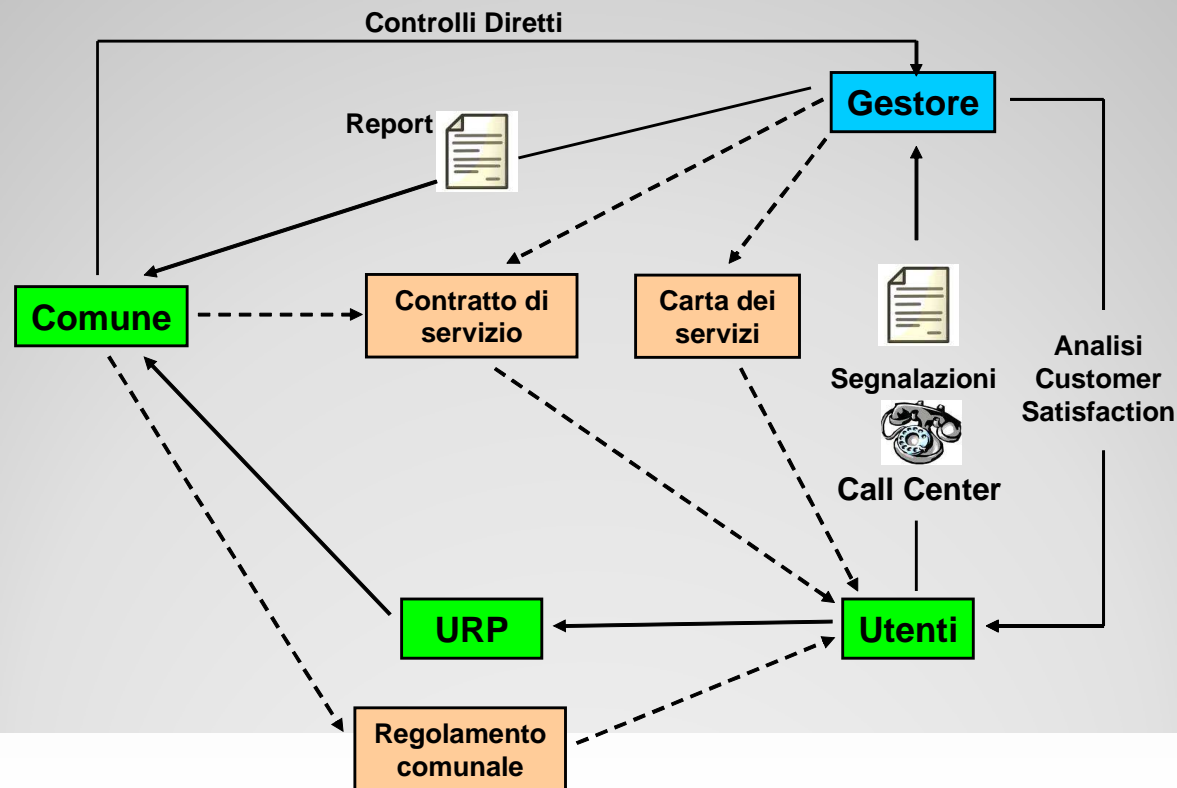 Controlli Diretti
Gestore
Report
Comune
Contratto di
servizio
Carta dei
servizi
Segnalazioni
Call Center
Analisi
Customer
Satisfaction
URP
Utenti
Regolamento
comunale